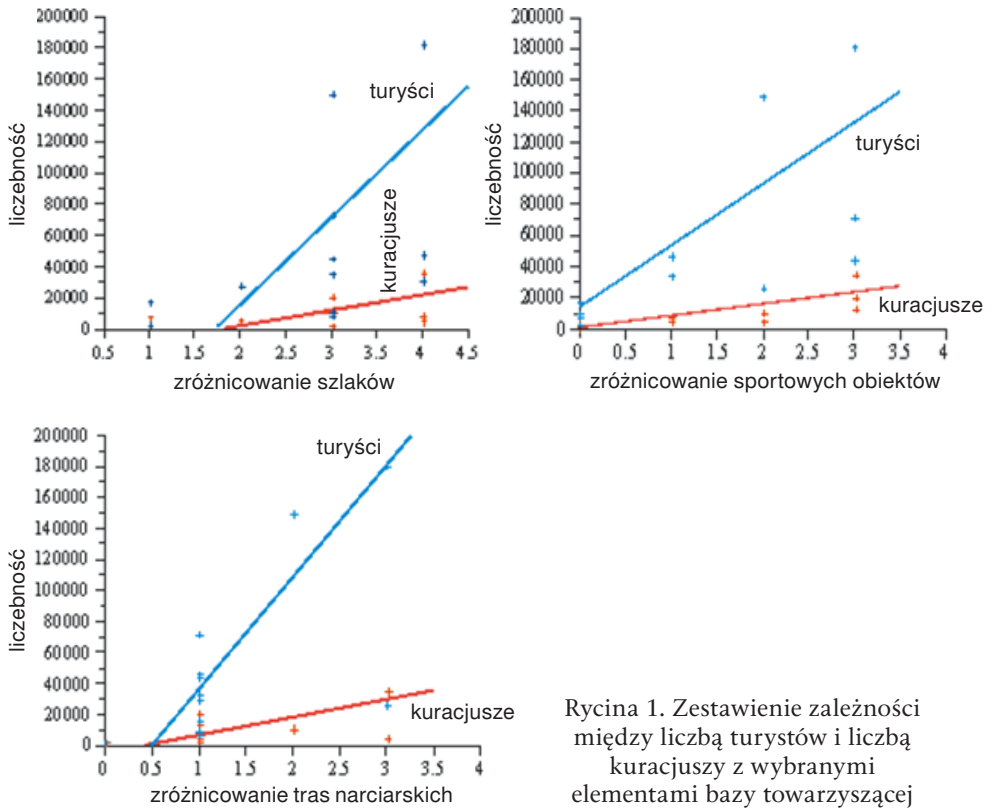 200000
180000
160000
140000
120000
100000
80000
60000
40000
20000
0
liczebność
turyści
kuracjusze
0.5 1 1.5 2 2.5 3 3.5 4 4.5
zróżnicowanie szlaków
200000
180000
160000
140000
120000
100000
80000
60000
40000
20000
0
liczebność
turyści
kuracjusze
0 0.5 1 1.5 2 2.5 3 3.5 4
zróżnicowanie sportowych obiektów
200000
180000
160000
140000
120000
100000
80000
60000
40000
20000
0
liczebność
turyści
kuracjusze
0 0.5 1 1.5 2 2.5 3 3.5 4
zróżnicowanie tras narciarskich
Rycina 1. Zestawienie zależności
między liczbą turystów i liczbą
kuracjuszy z wybranymi
elementami bazy towarzyszącej